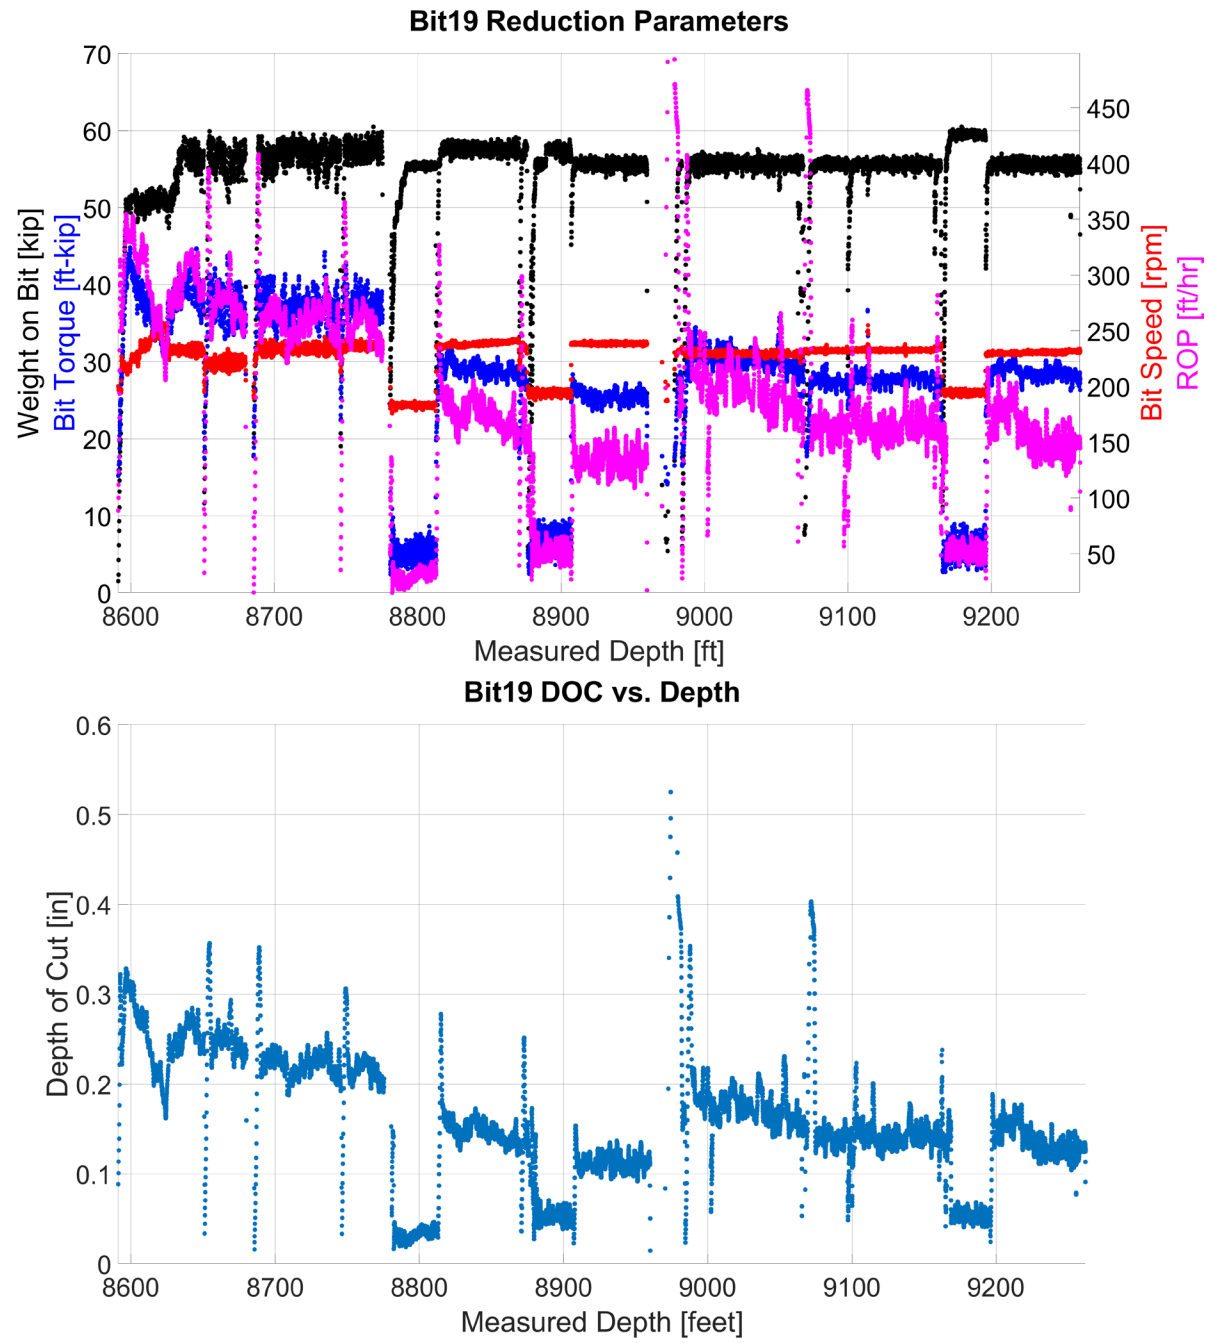 Bit19 Reduction Parameters
70
60
50
40
30
20
10
0
Weight on Bit [kip]
Bit Torque [ft-kip]
450
400
350
300
250
200
150
100
50
Bit Speed [rpm]
ROP [ft/hr]
8600 8700 8800 8900 9000 9100 9200
Measured Depth [ft]
Bit19 DOC vs. Depth
0.6
0.5
0.4
0.3
0.2
0.1
0
Depth of Cut [in]
8600 8700 8800 8900 9000 9100 9200
Measured Depth [feet]